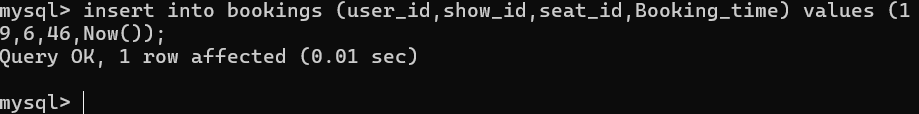 mysql> insert into bookings (user_id,show_id,seat_id,Booking_time) values (1
9,6,46,Now());
Query OK, 1 row affected (0.01 sec)
mysql>